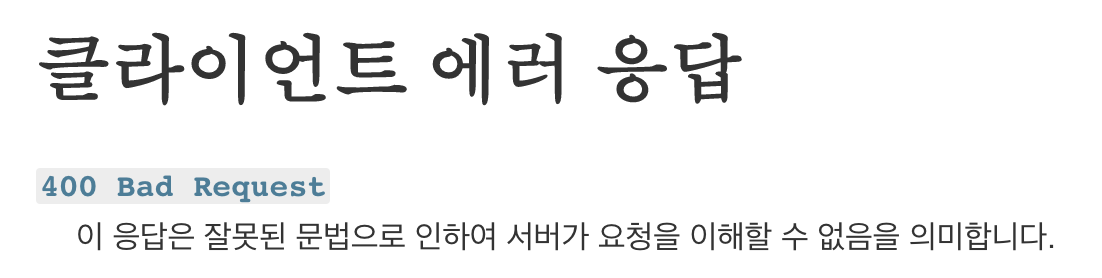 클라이언트 에러 응답
400 Bad Request
이 응답은 잘못된 문법으로 인하여 서버가 요청을 이해할 수 없음을 의미합니다.